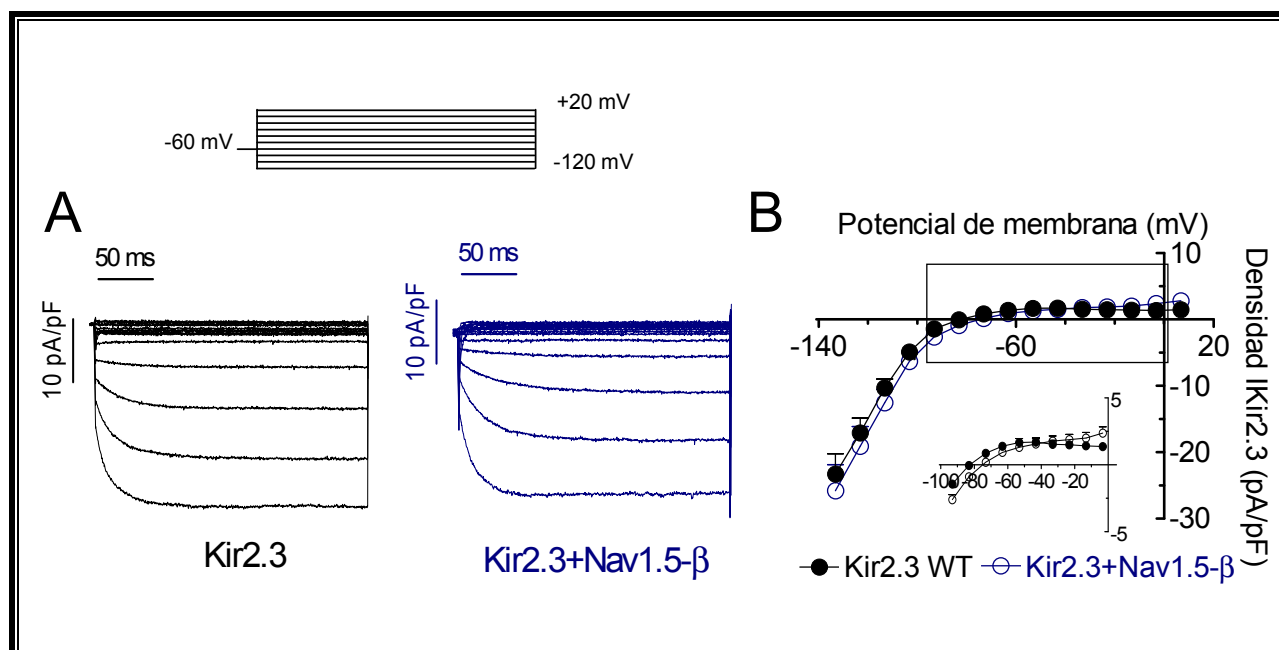 +20 mV
-60 mV
-120 mV
A
50 ms
10 pA/pF
Kir2.3
50 ms
10 pA/pF
Kir2.3+Nav1.5-β
B
Potencial de membrana (mV)
Densidad IKir2.3 (pA/pF)
10
-140 -60 20
-10
-20
-30
5
-100 -80 -60 -40 -20
-5
Kir2.3 WT Kir2.3+Nav1.5-β